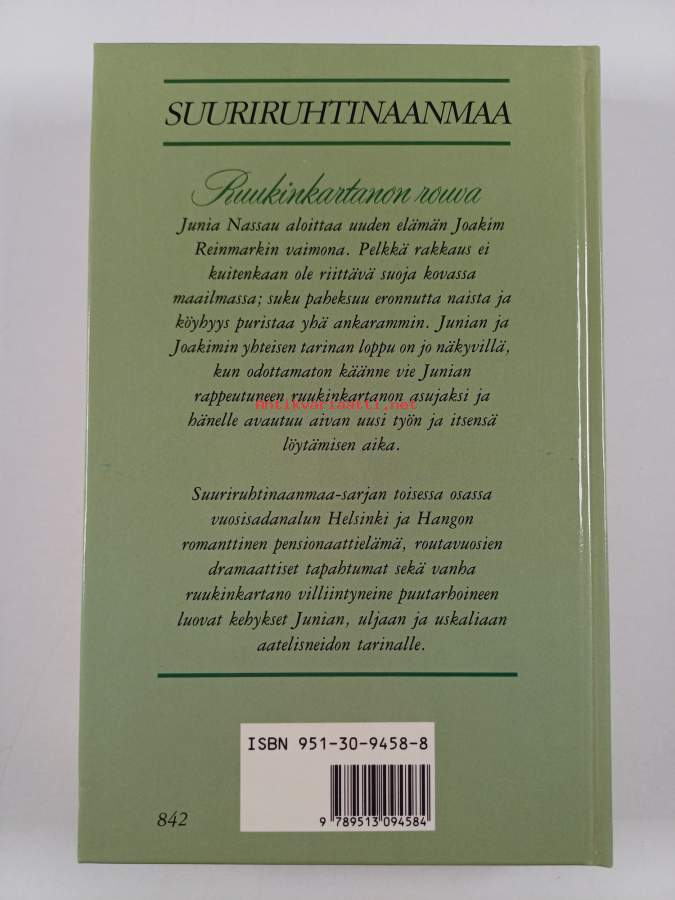 SUURIRUHTINAANMAA
Ruukinkartanon rouva
Junia Nassau aloittaa uuden elämän Joakim
Reinmarkin vaimona. Pelkkä rakkaus ei
kuitenkaan ole riittävä suoja kovassa
maailmassa; suku paheksuu eronnutta naista ja
köyhyys puristaa yhä ankarammin. Junian ja
Joakimin yhteisen tarinan loppu on jo näkyvillä,
kun odottamaton käänne vie Junian
rappeutuneen ruukinkartanon asujaksi ja
antikvariaatti.net
hänelle avautuu aivan uusi työn ja itsensä
löytämisen aika.
Suuriruhtinaanmaa-sarjan toisessa osassa
vuosisadanalun Helsinki ja Hangon
romanttinen pensionaattielämä, routavuosien
dramaattiset tapahtumat sekä vanha
ruukinkartano villiintyneine puutarhoineen
luovat kehykset Junian, uljaan ja uskaliaan
aatelisneidon tarinalle.
ISBN 951-30-9458-8
9 789513 094584
842